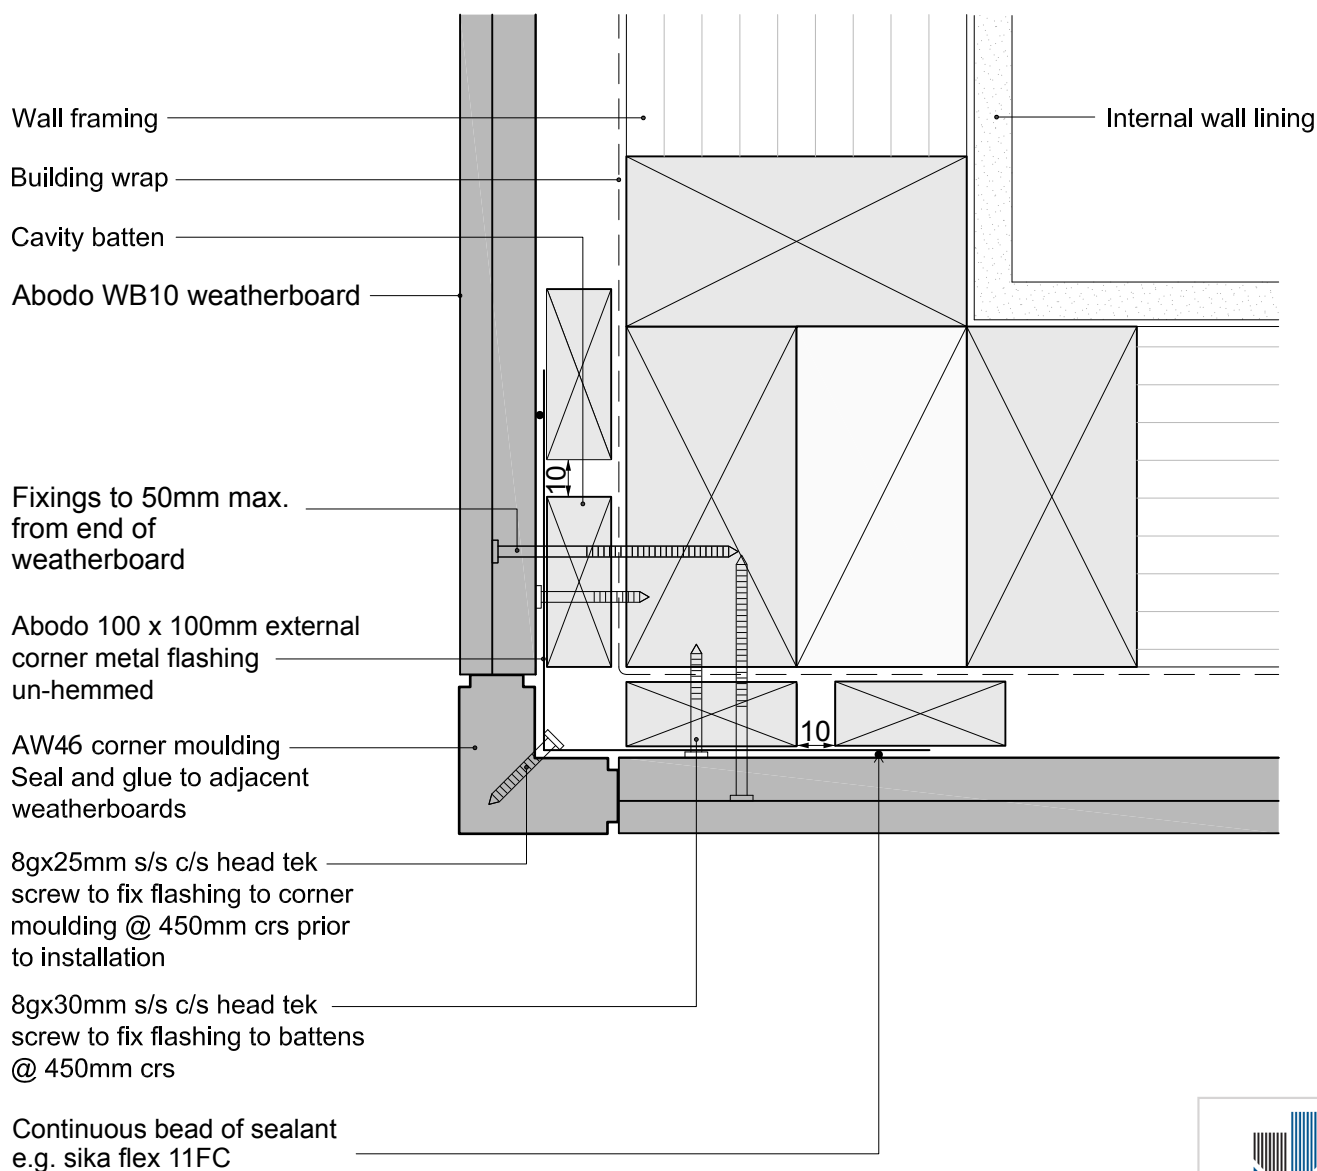 Wall framing
Internal wall lining
Building wrap
Cavity batten
Abodo WB10 weatherboard
10
Fixings to 50mm max.
from end of
weatherboard
Abodo 100 x 100mm external
corner metal flashing
un-hemmed
10
AW46 corner moulding
Seal and glue to adjacent
weatherboards
8gx25mm s/s c/s head tek
screw to fix flashing to corner
moulding @ 450mm crs prior
to installation
8gx30mm s/s c/s head tek
screw to fix flashing to battens
@ 450mm crs
Continuous bead of sealant
e.g. sika flex 11FC